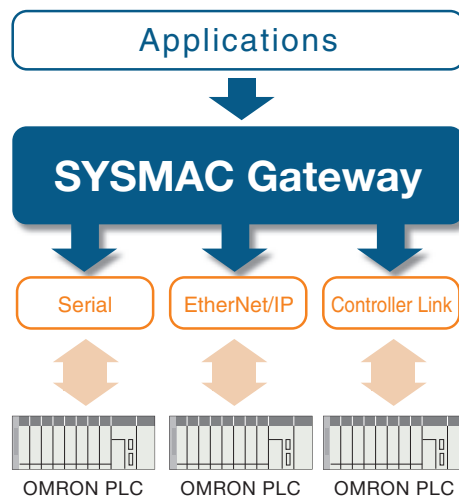 Applications
SYSMAC Gateway
Serial
EtherNet/IP
Controller Link
OMRON PLC
OMRON PLC
OMRON PLC